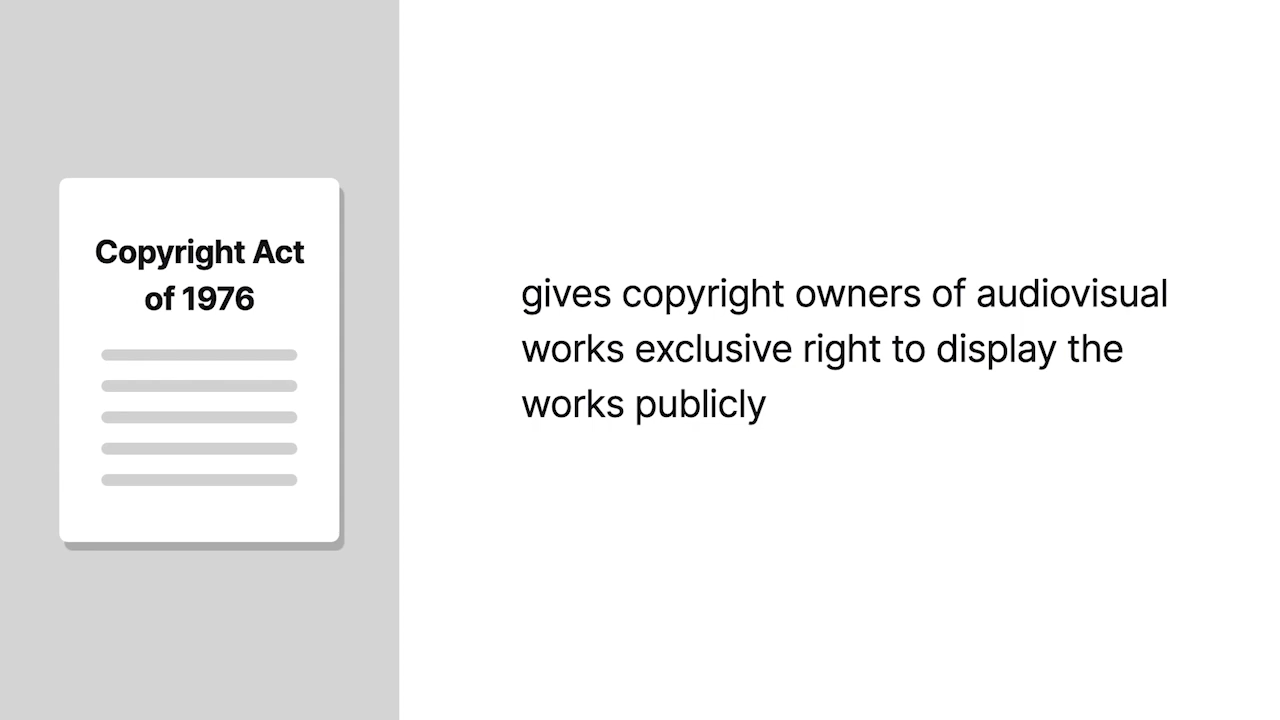 Copyright Act
of 1976
gives copyright owners of audiovisual
works exclusive right to display the
works publicly